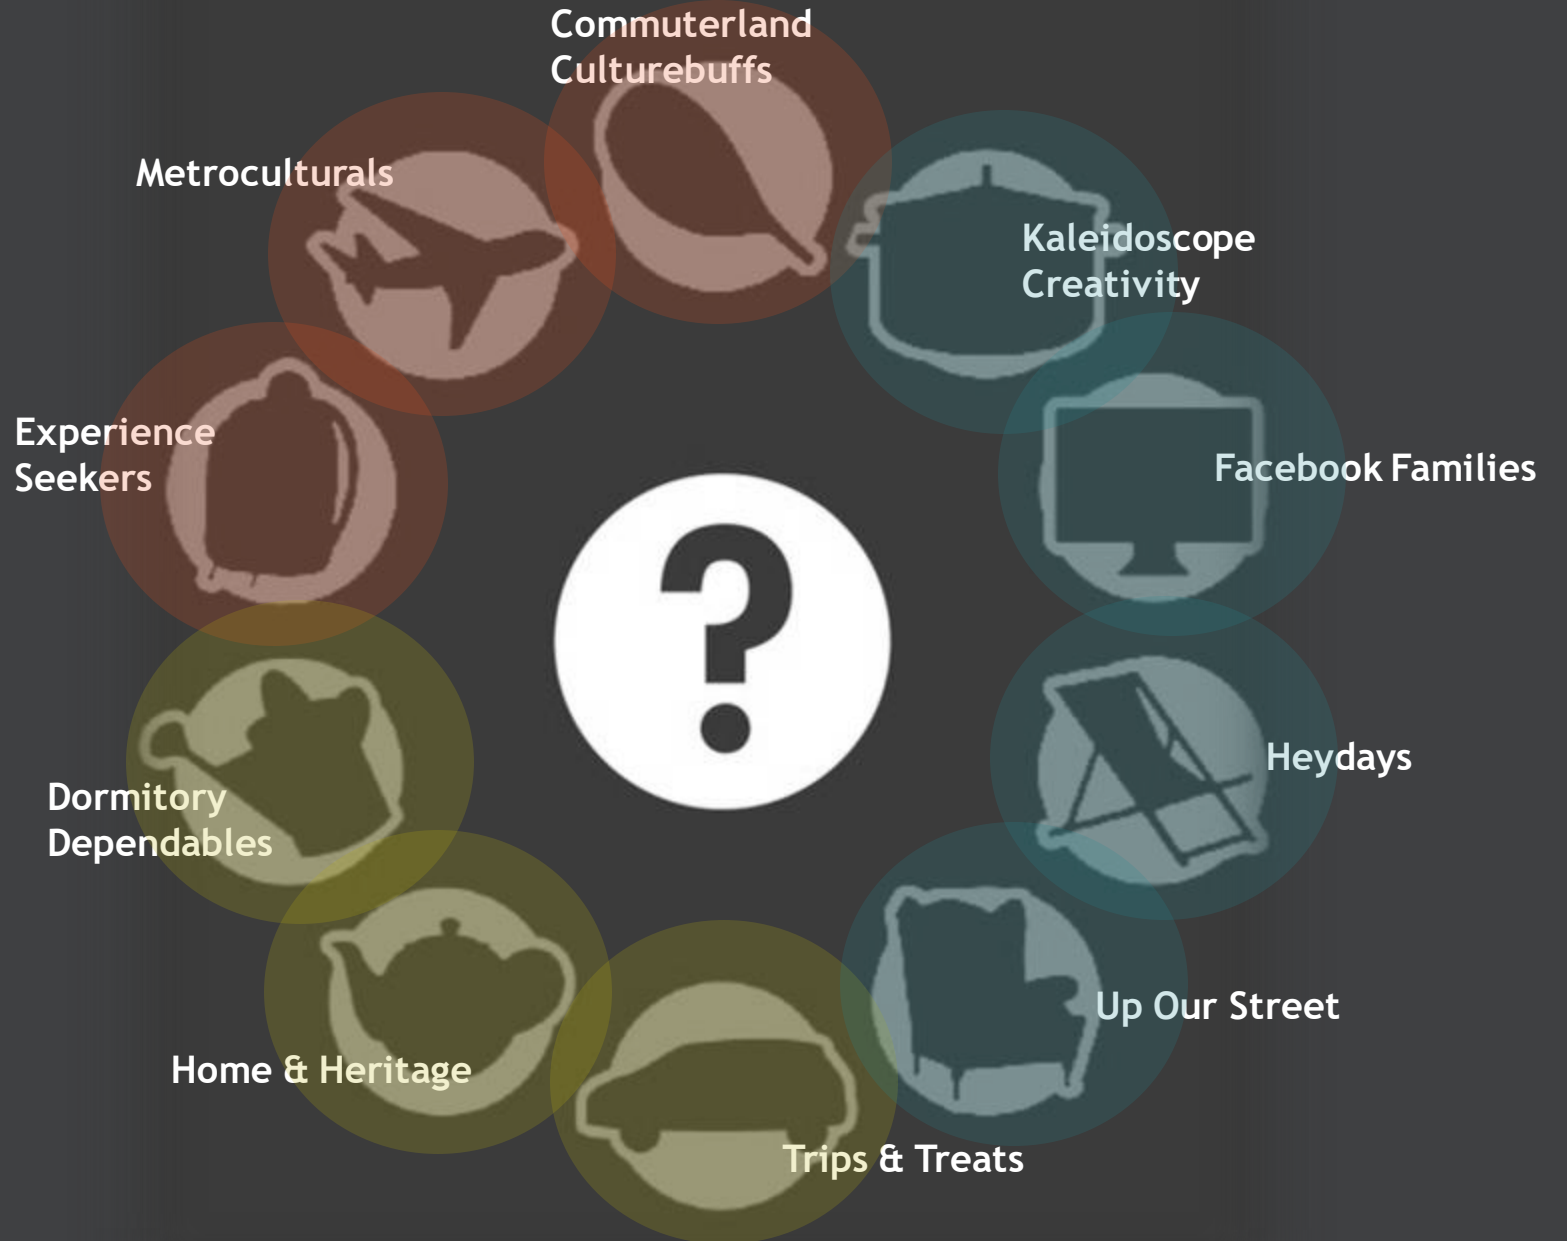 Commuterland
Culturebuffs
Metroculturals
Kaleidoscope
Creativity
Experience
Seekers
Facebook Families
?
Heydays
Dormitory
Dependables
Up Our Street
Home & Heritage
Trips & Treats